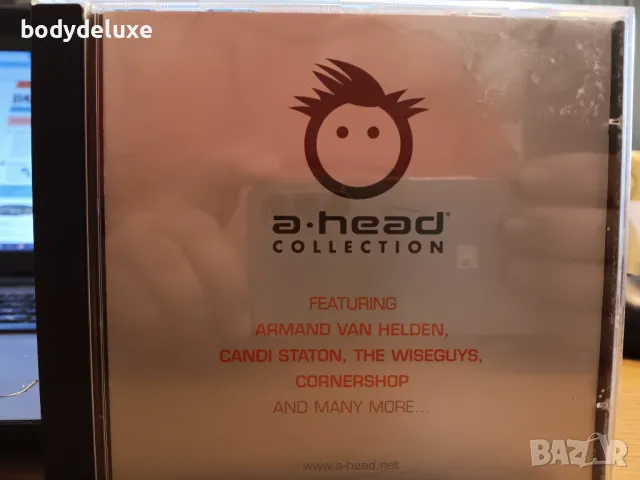 bodydeluxe
a·head®
COLLECTION
FEATURING
ARMAND VAN HELDEN,
CANDI STATON, THE WISEGUYS,
CORNERSHOP
AND MANY MORE...
www.a-head.net
BAZAR